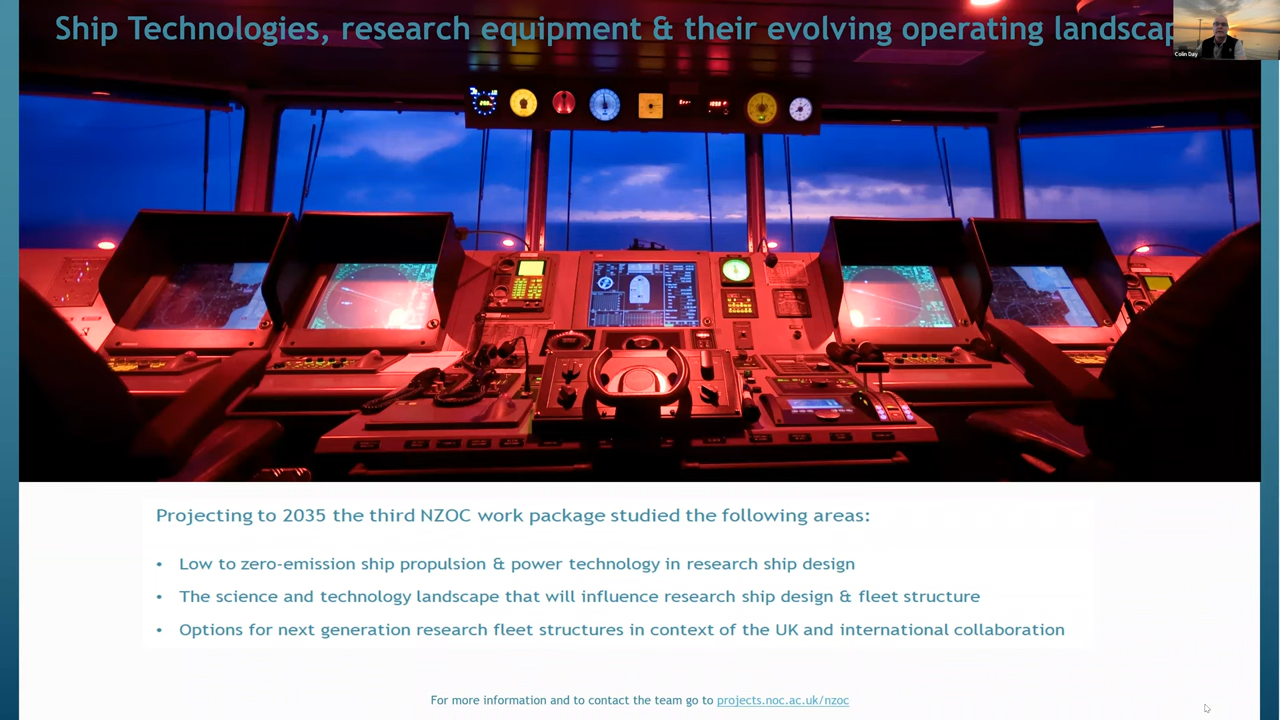 Ship Technologies, research equipment & their evolving operating landscap
Colin Day
Projecting to 2035 the third NZOC work package studied the following areas:
• Low to zero-emission ship propulsion & power technology in research ship design
• The science and technology landscape that will influence research ship design & fleet structure
• Options for next generation research fleet structures in context of the UK and international collaboration
For more information and to contact the team go to projects.noc.ac.uk/nzoc